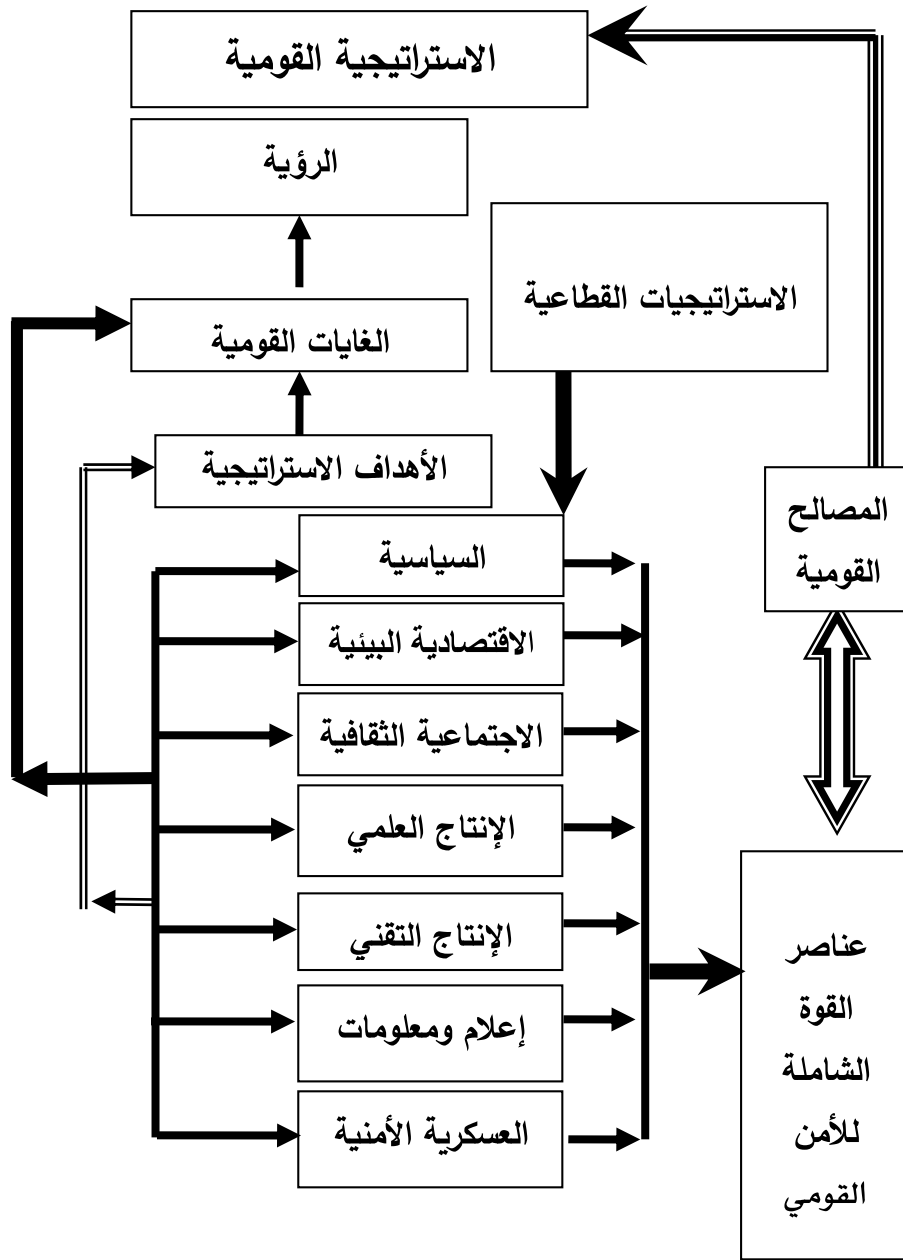 الاستراتيجية القومية
الرؤية
الاستراتيجيات القطاعية
الغايات القومية
الأهداف الاستراتيجية
المصالح
القومية
السياسية
الاقتصادية البيئية
الاجتماعية الثقافية
الإنتاج العلمي
الإنتاج التقني
إعلام ومعلومات
العسكرية الأمنية
عناصر
القوة
الشاملة
للأمن
القومي